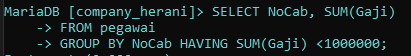 MariaDB [company_herani]> SELECT NoCab, SUM(Gaji)
    -> FROM pegawai
    -> GROUP BY NoCab HAVING SUM(Gaji) <1000000;